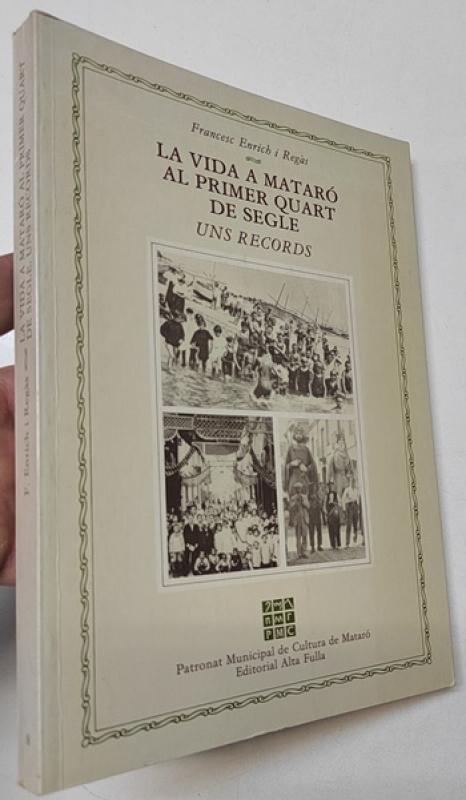 Francesc Enrich i Regàs
LA VIDA A MATARÓ
AL PRIMER QUART
DE SEGLE
UNS RECORDS
PMC
Patronat Municipal de Cultura de Mataró
Editorial Alta Fulla
F. Enrich i Regàs — LA VIDA A MATARÓ AL PRIMER QUART
DE SEGLE. UNS RECORDS